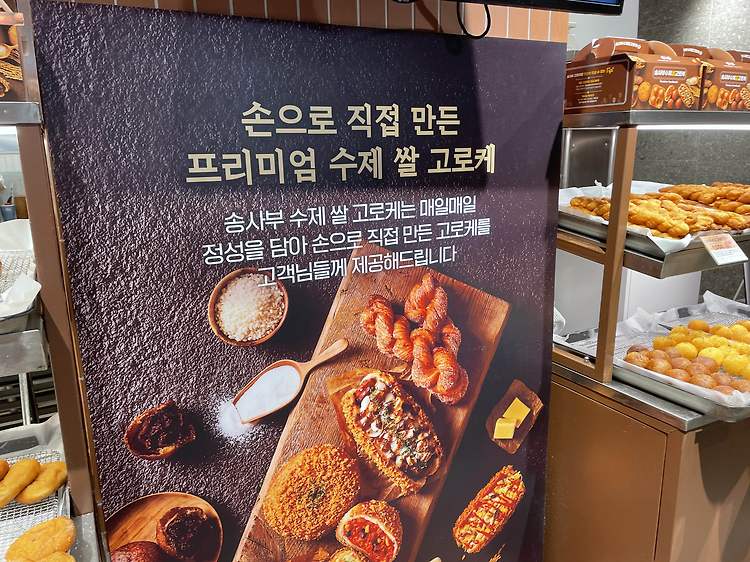 손으로 직접 만든
프리미엄 수제 쌀 고로케
송사부 수제 쌀 고로케는 매일매일
정성을 담아 손으로 직접 만든 고로케를
고객님들께 제공해드립니다